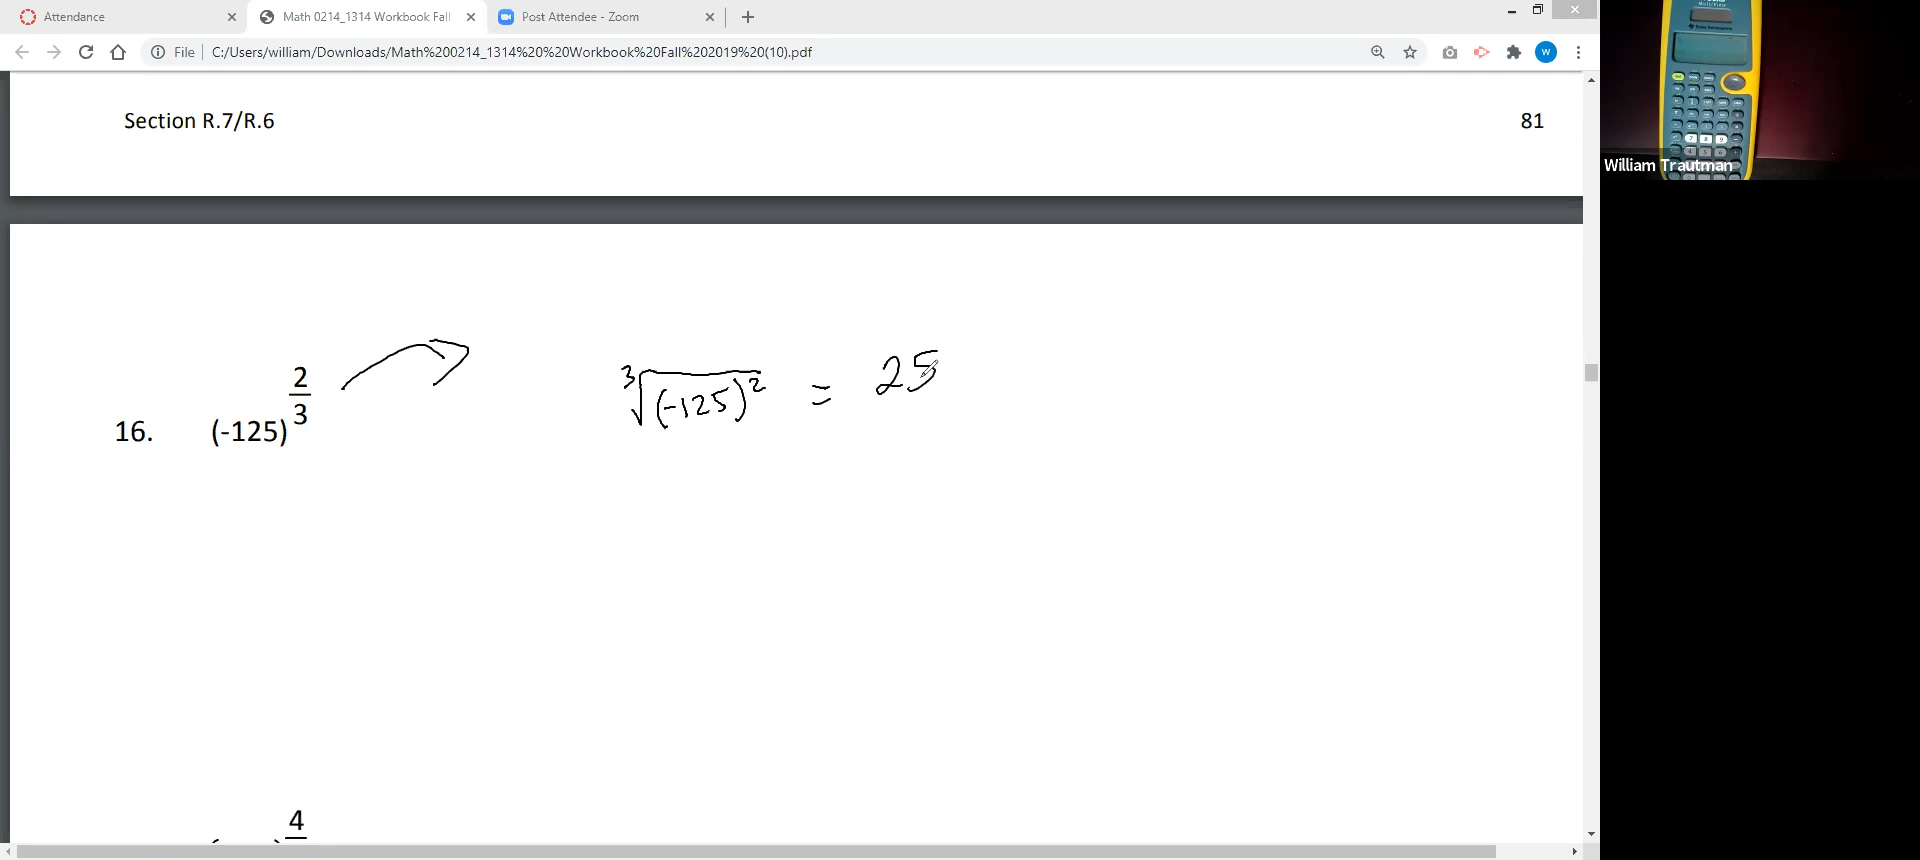 Attendance
Math 0214_1314 Workbook Fall
Post Attendee - Zoom
File
C:/Users/william/Downloads/Math%200214_1314%20%20Workbook%20Fall%202019%20(10).pdf
W
Section R.7/R.6
81
16. (-125)^(2/3)
∛(-125)² = 25
4
William Trautman